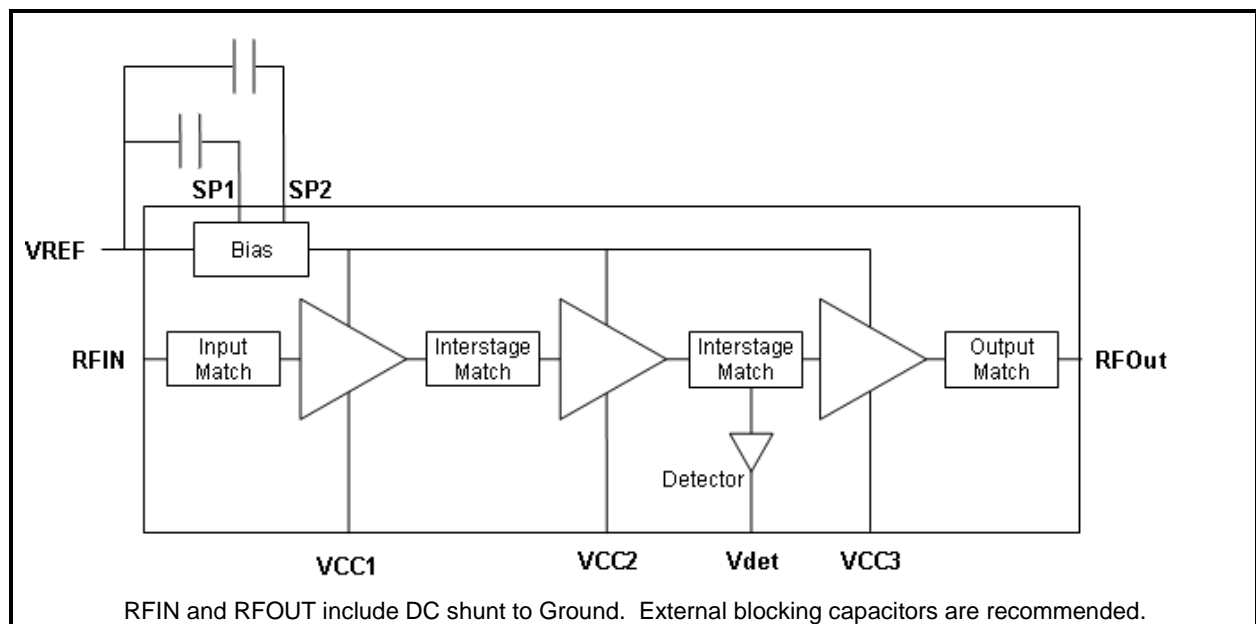 SP1
SP2
VREF
Bias
RFIN
Input
Match
Interstage
Match
Interstage
Match
Output
Match
RFOut
Detector
VCC1
VCC2
Vdet
VCC3
RFIN and RFOUT include DC shunt to Ground.  External blocking capacitors are recommended.